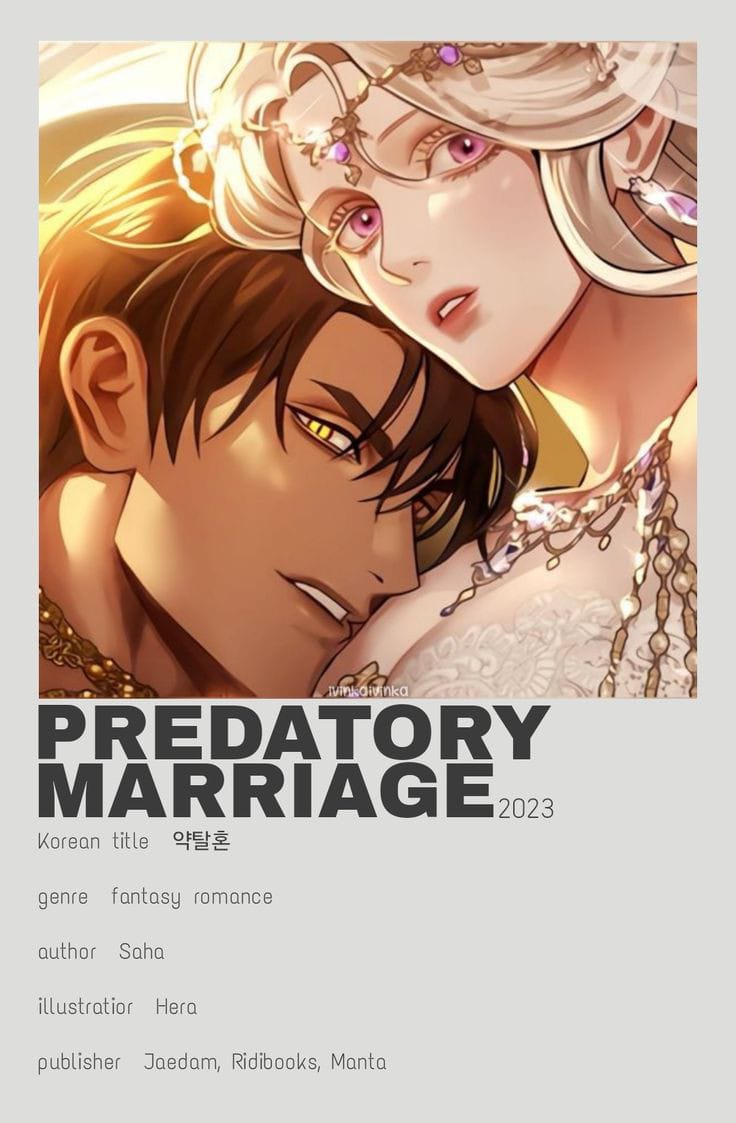 ivinkaivinka
PREDATORY
MARRIAGE 2023
Korean title 약탈혼
genre fantasy romance
author Saha
illustratior Hera
publisher Jaedam, Ridibooks, Manta